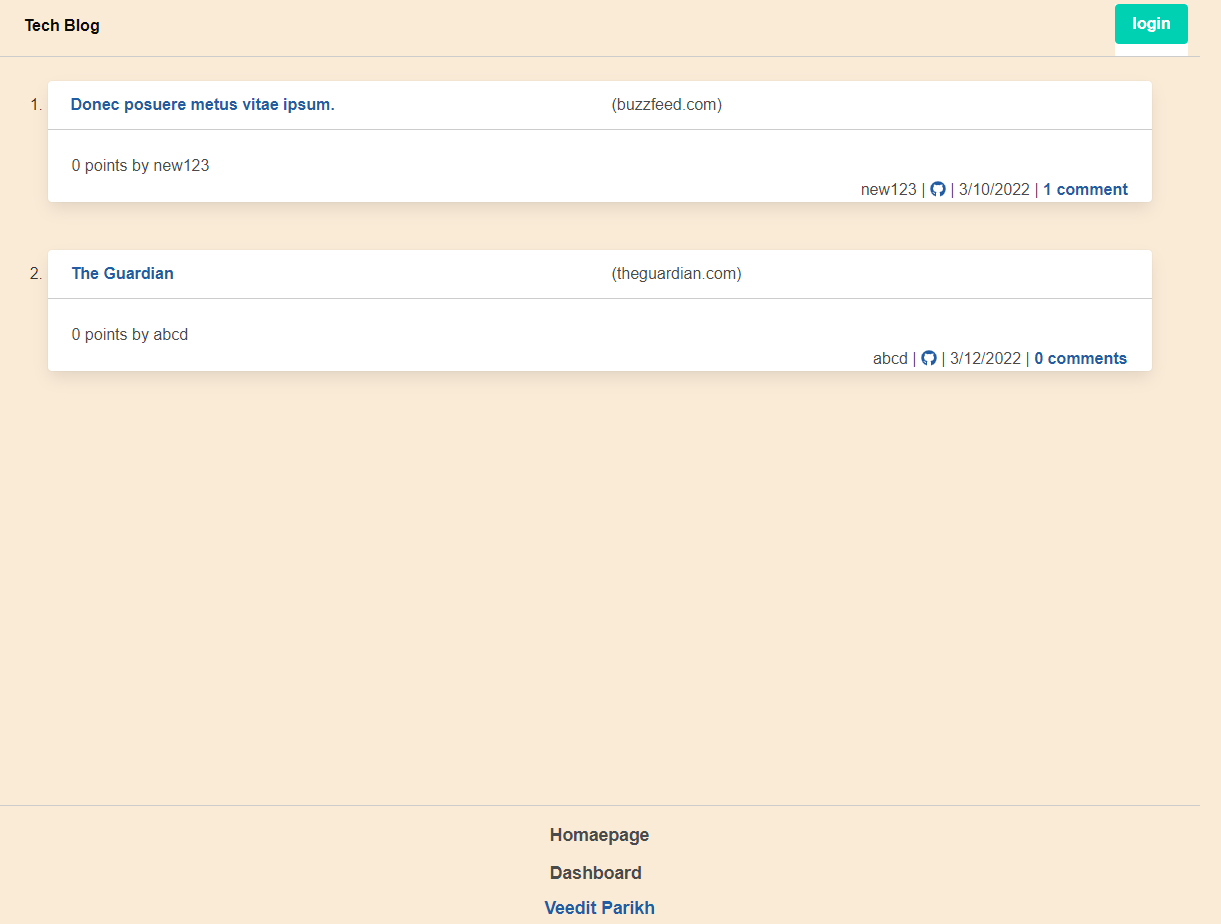 Tech Blog
login
1. Donec posuere metus vitae ipsum. (buzzfeed.com)
0 points by new123
new123 | | 3/10/2022 | 1 comment
2. The Guardian (theguardian.com)
0 points by abcd
abcd | | 3/12/2022 | 0 comments
Homaepage
Dashboard
Veedit Parikh